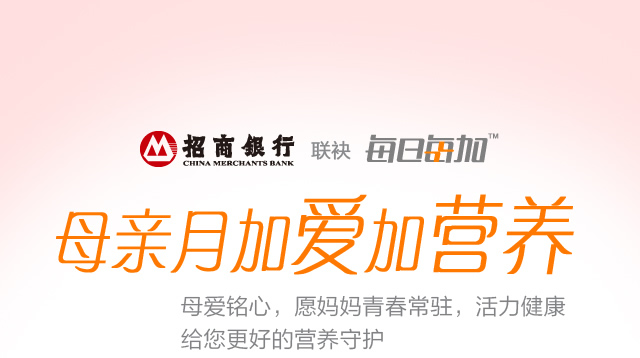 招商银行 联袂 每日每加™
CHINA MERCHANTS BANK
母亲月加爱加营养
母爱铭心，愿妈妈青春常驻，活力健康
给您更好的营养守护